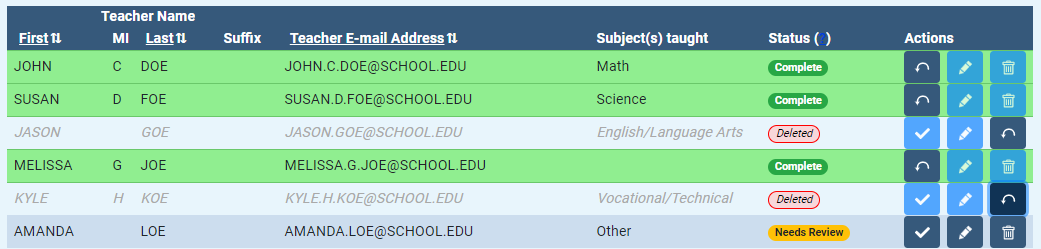 Teacher Name
First MI Last Suffix Teacher E-mail Address Subject(s) taught Status (?) Actions
JOHN C DOE JOHN.C.DOE@SCHOOL.EDU Math Complete
SUSAN D FOE SUSAN.D.FOE@SCHOOL.EDU Science Complete
JASON GOE JASON.GOE@SCHOOL.EDU English/Language Arts Deleted
MELISSA G JOE MELISSA.G.JOE@SCHOOL.EDU Complete
KYLE H KOE KYLE.H.KOE@SCHOOL.EDU Vocational/Technical Deleted
AMANDA LOE AMANDA.LOE@SCHOOL.EDU Other Needs Review